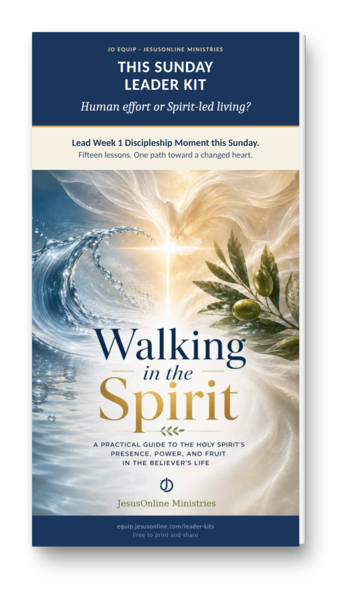 JO EQUIP · JESUSONLINE MINISTRIES
THIS SUNDAY
LEADER KIT
Human effort or Spirit-led living?
Lead Week 1 Discipleship Moment this Sunday.
Fifteen lessons. One path toward a changed heart.
Walking
in the
Spirit
A PRACTICAL GUIDE TO THE HOLY SPIRIT'S
PRESENCE, POWER, AND FRUIT
IN THE BELIEVER'S LIFE
JesusOnline Ministries
equip.jesusonline.com/leader-kits
Free to print and share